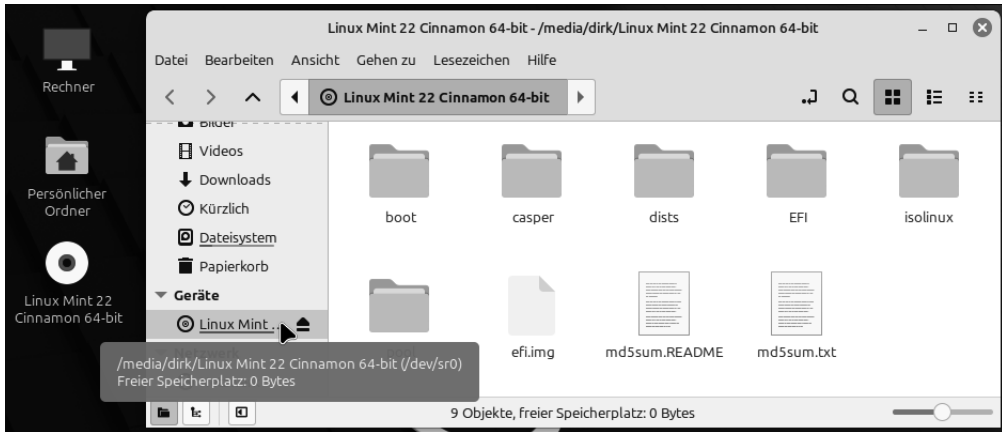 Linux Mint 22 Cinnamon 64-bit - /media/dirk/Linux Mint 22 Cinnamon 64-bit
Datei Bearbeiten Ansicht Gehen zu Lesezeichen Hilfe
Linux Mint 22 Cinnamon 64-bit
Rechner
Persönlicher
Ordner
Linux Mint 22
Cinnamon 64-bit
Bilder
Videos
Downloads
Kürzlich
Dateisystem
Papierkorb
Geräte
Linux Mint ...
/media/dirk/Linux Mint 22 Cinnamon 64-bit (/dev/sr0)
Freier Speicherplatz: 0 Bytes
boot
casper
dists
EFI
isolinux
efi.img
md5sum.README
md5sum.txt
9 Objekte, freier Speicherplatz: 0 Bytes